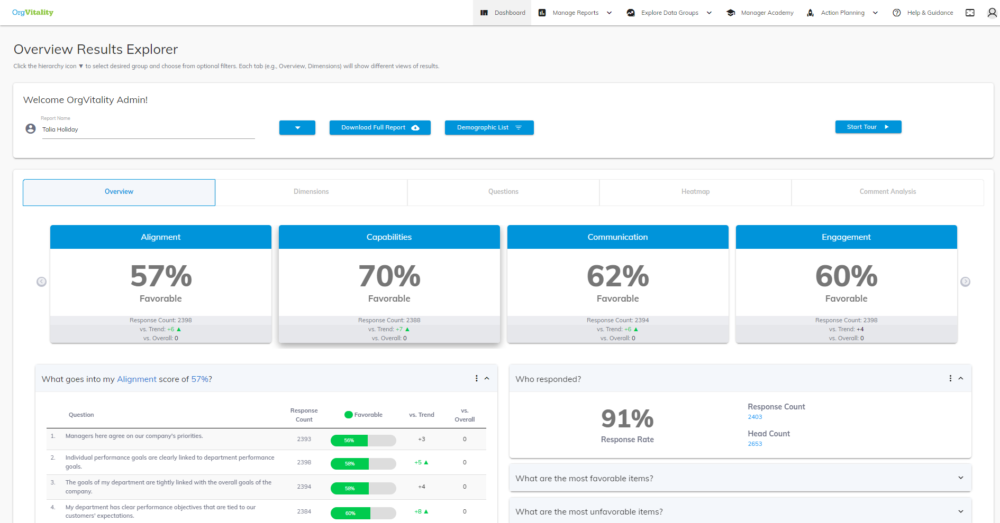 OrgVitality
Dashboard
Manage Reports
Explore Data Groups
Manager Academy
Action Planning
Help & Guidance
Overview Results Explorer
Click the hierarchy icon ▼ to select desired group and choose from optional filters. Each tab (e.g., Overview, Dimensions) will show different views of results.
Welcome OrgVitality Admin!
Report Name
Talia Holiday
Download Full Report
Demographic List
Start Tour
Overview
Dimensions
Questions
Heatmap
Comment Analysis
Alignment
57%
Favorable
Response Count: 2398
vs. Trend: +6 ▲
vs. Overall: 0
Capabilities
70%
Favorable
Response Count: 2388
vs. Trend: +7 ▲
vs. Overall: 0
Communication
62%
Favorable
Response Count: 2394
vs. Trend: +6 ▲
vs. Overall: 0
Engagement
60%
Favorable
Response Count: 2398
vs. Trend: +4
vs. Overall: 0
What goes into my Alignment score of 57%?
Question
Response
Count
Favorable
vs. Trend
vs.
Overall
1. Managers here agree on our company's priorities.
2393
56%
+3
0
2. Individual performance goals are clearly linked to department performance
goals.
2398
58%
+5 ▲
0
3. The goals of my department are tightly linked with the overall goals of the
company.
2394
58%
+4
0
4. My department has clear performance objectives that are tied to our
customers' expectations.
2384
60%
+8 ▲
0
Who responded?
91%
Response Rate
Response Count
2403
Head Count
2653
What are the most favorable items?
What are the most unfavorable items?